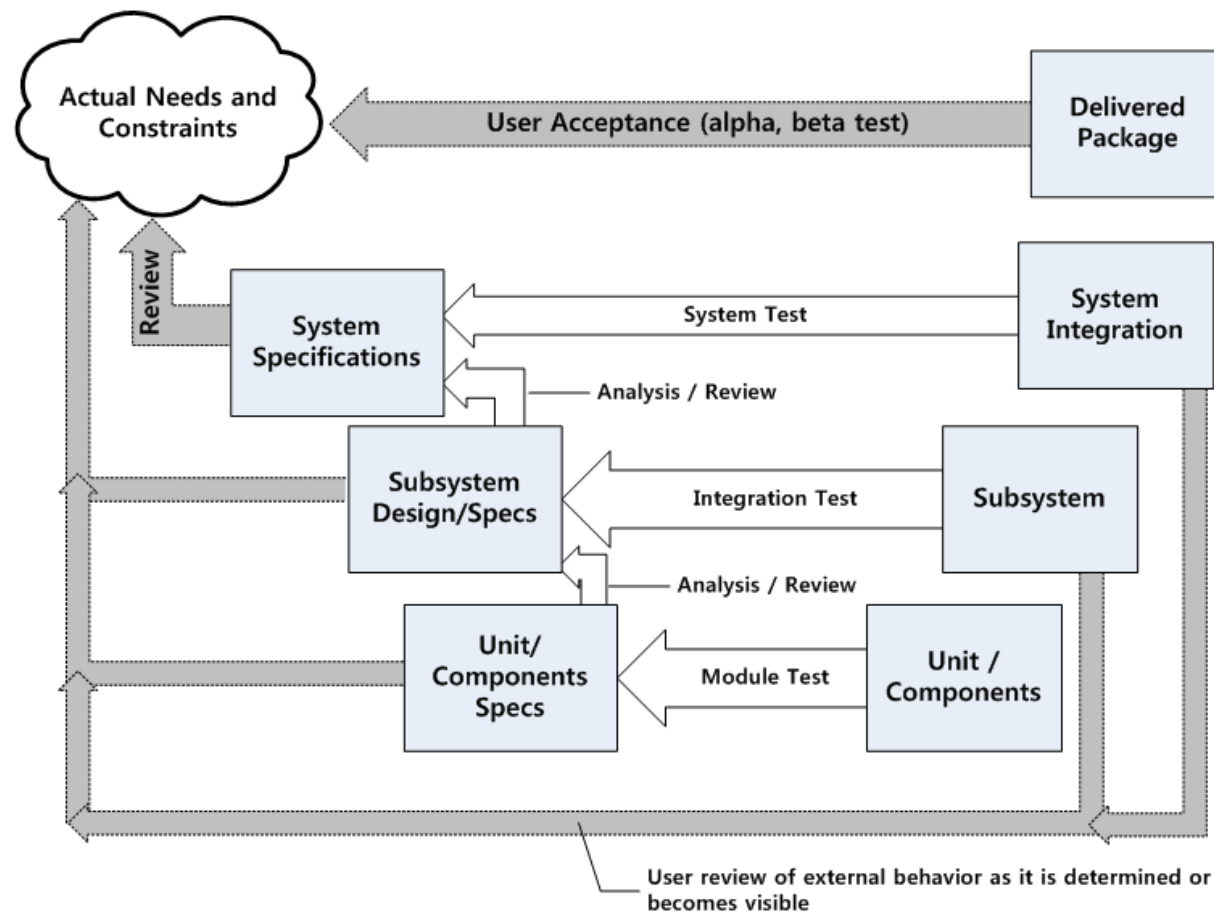 Actual Needs and
Constraints
User Acceptance (alpha, beta test)
Delivered
Package
Review
System
Specifications
System Test
System
Integration
Analysis / Review
Subsystem
Design/Specs
Integration Test
Subsystem
Analysis / Review
Unit/
Components
Specs
Module Test
Unit /
Components
User review of external behavior as it is determined or
becomes visible